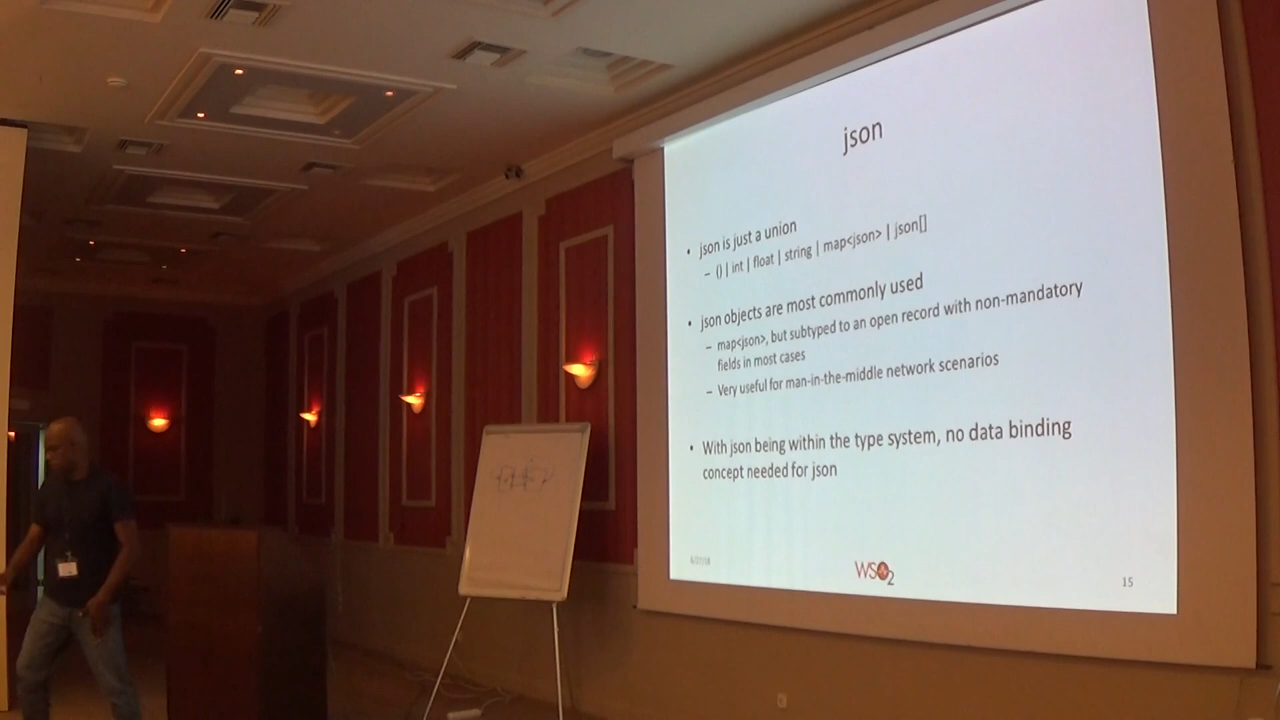 json
• json is just a union
– () | int | float | string | map<json> | json[]
• json objects are most commonly used
– map<json>, but subtyped to an open record with non-mandatory
fields in most cases
– Very useful for man-in-the-middle network scenarios
• With json being within the type system, no data binding
concept needed for json
WSO2
15